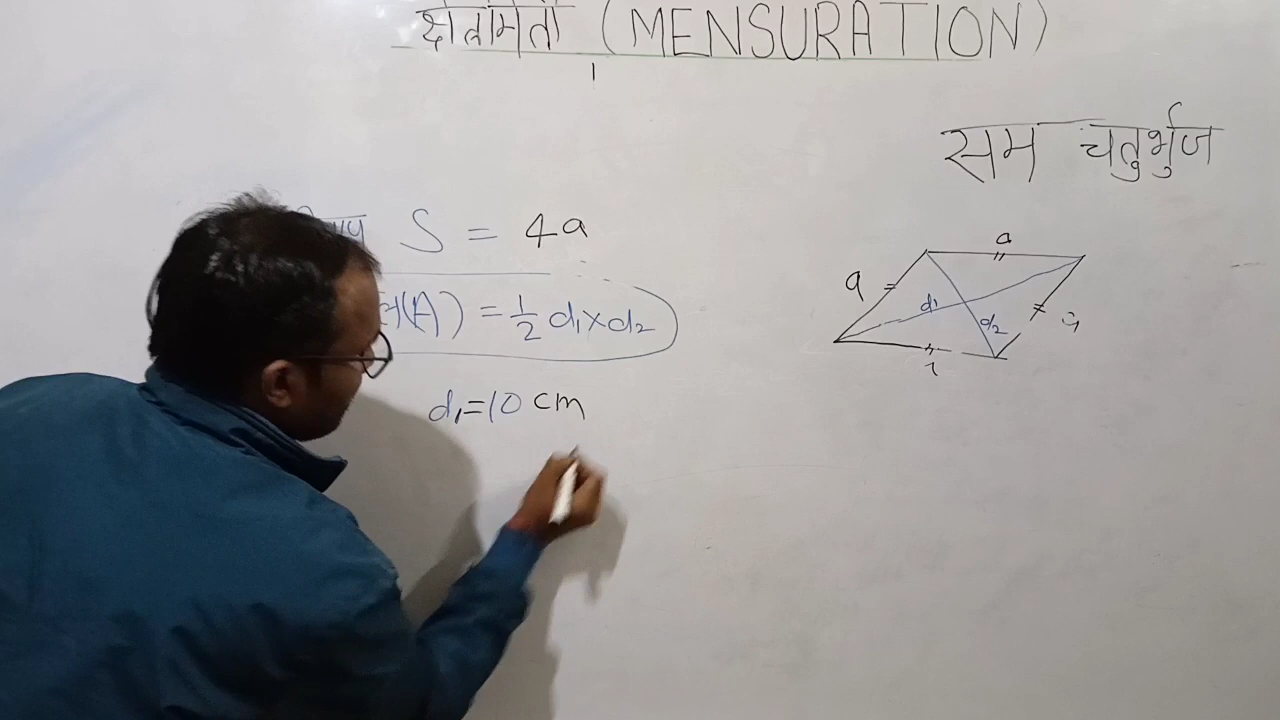 क्षेत्रमिती (MENSURATION)
सम चतुर्भुज
S = 4a
(A) = 1/2 d₁ x d₂
d₁ = 10 cm
a
a
d₁
d₂